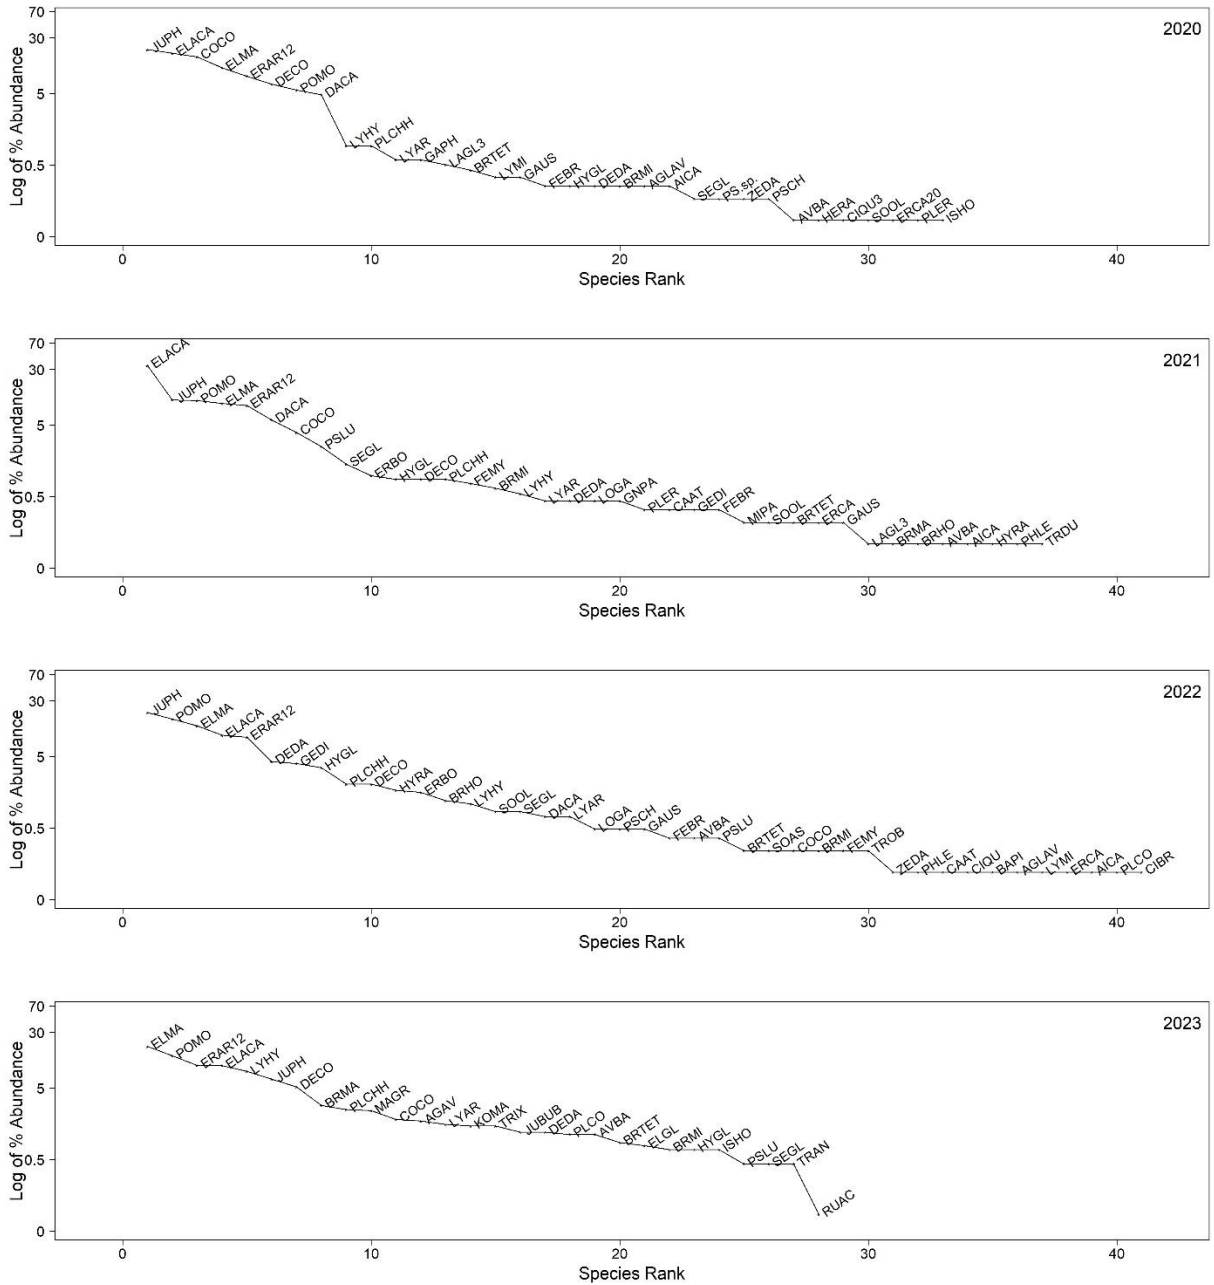 2020
70
30
5
0.5
0
Log of % Abundance
JUPH ELACA COCO ELMA ERAR12 DECO POMO DACA LYHY PLCHH LYAR GAPH LAGL3 BRTET LYMI GAUS FEBR HYGL DEDA BRMI AGLAV AICA SEGL PS.sp. ZEDA PSCH AVBA HERA CIQU3 SOOL ERCA20 PLER ISHO
0 10 20 30 40
Species Rank
2021
70
30
5
0.5
0
Log of % Abundance
ELACA JUPH POMO ELMA ERAR12 DACA COCO PSLU SEGL ERBO HYGL DECO PLCHH FEMY BRMI LYHY LYAR DEDA LOGA GNPA PLER CAAT GEDI FEBR MIPA SOOL BRTET ERCA GAUS LAGL3 BRMA BRHO AVBA AICA HYRA PHLE TRDU
0 10 20 30 40
Species Rank
2022
70
30
5
0.5
0
Log of % Abundance
JUPH POMO ELMA ELACA ERAR12 DEDA GEDI HYGL PLCHH DECO HYRA ERBO BRHO LYHY SOOL SEGL DACA LYAR LOGA PSCH GAUS FEBR AVBA PSLU BRTET SOAS COCO BRMI FEMY TROB ZEDA PHLE CAAT CIQU BAPI AGLAV LYMI ERCA AICA PLCO CIBR
0 10 20 30 40
Species Rank
2023
70
30
5
0.5
0
Log of % Abundance
ELMA POMO ERAR12 ELACA LYHY JUPH DECO BRMA PLCHH MAGR COCO AGAV LYAR KOMA TRIX JUBUB DEDA PLCO AVBA BRTET ELGL BRMI HYGL ISHO PSLU SEGL TRAN RUAC
0 10 20 30 40
Species Rank